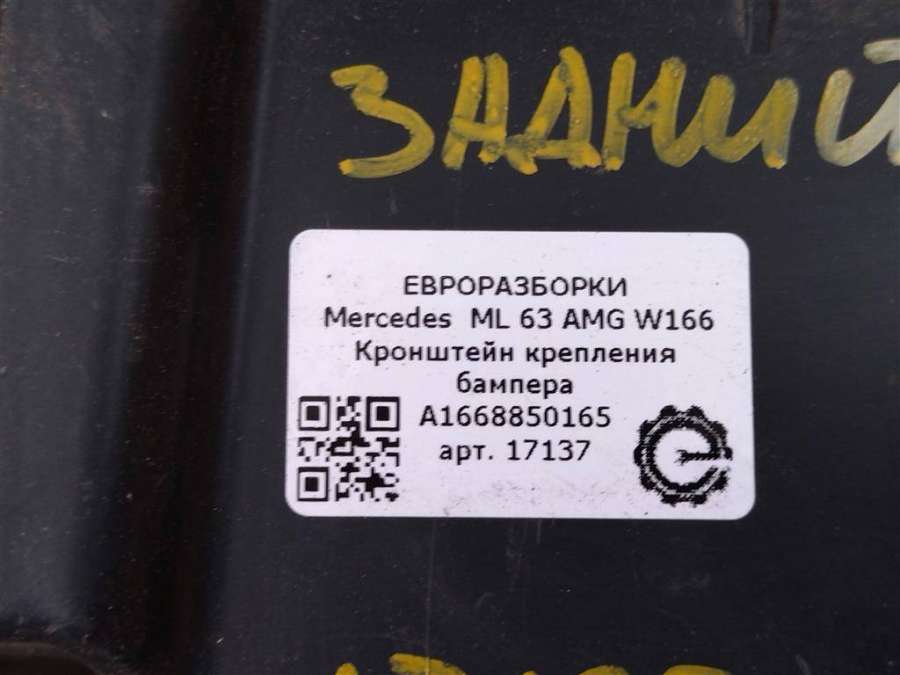 ЗАДНИЙ
ЕВРОРАЗБОРКИ
Mercedes ML 63 AMG W166
Кронштейн крепления
бампера
A1668850165
арт. 17137